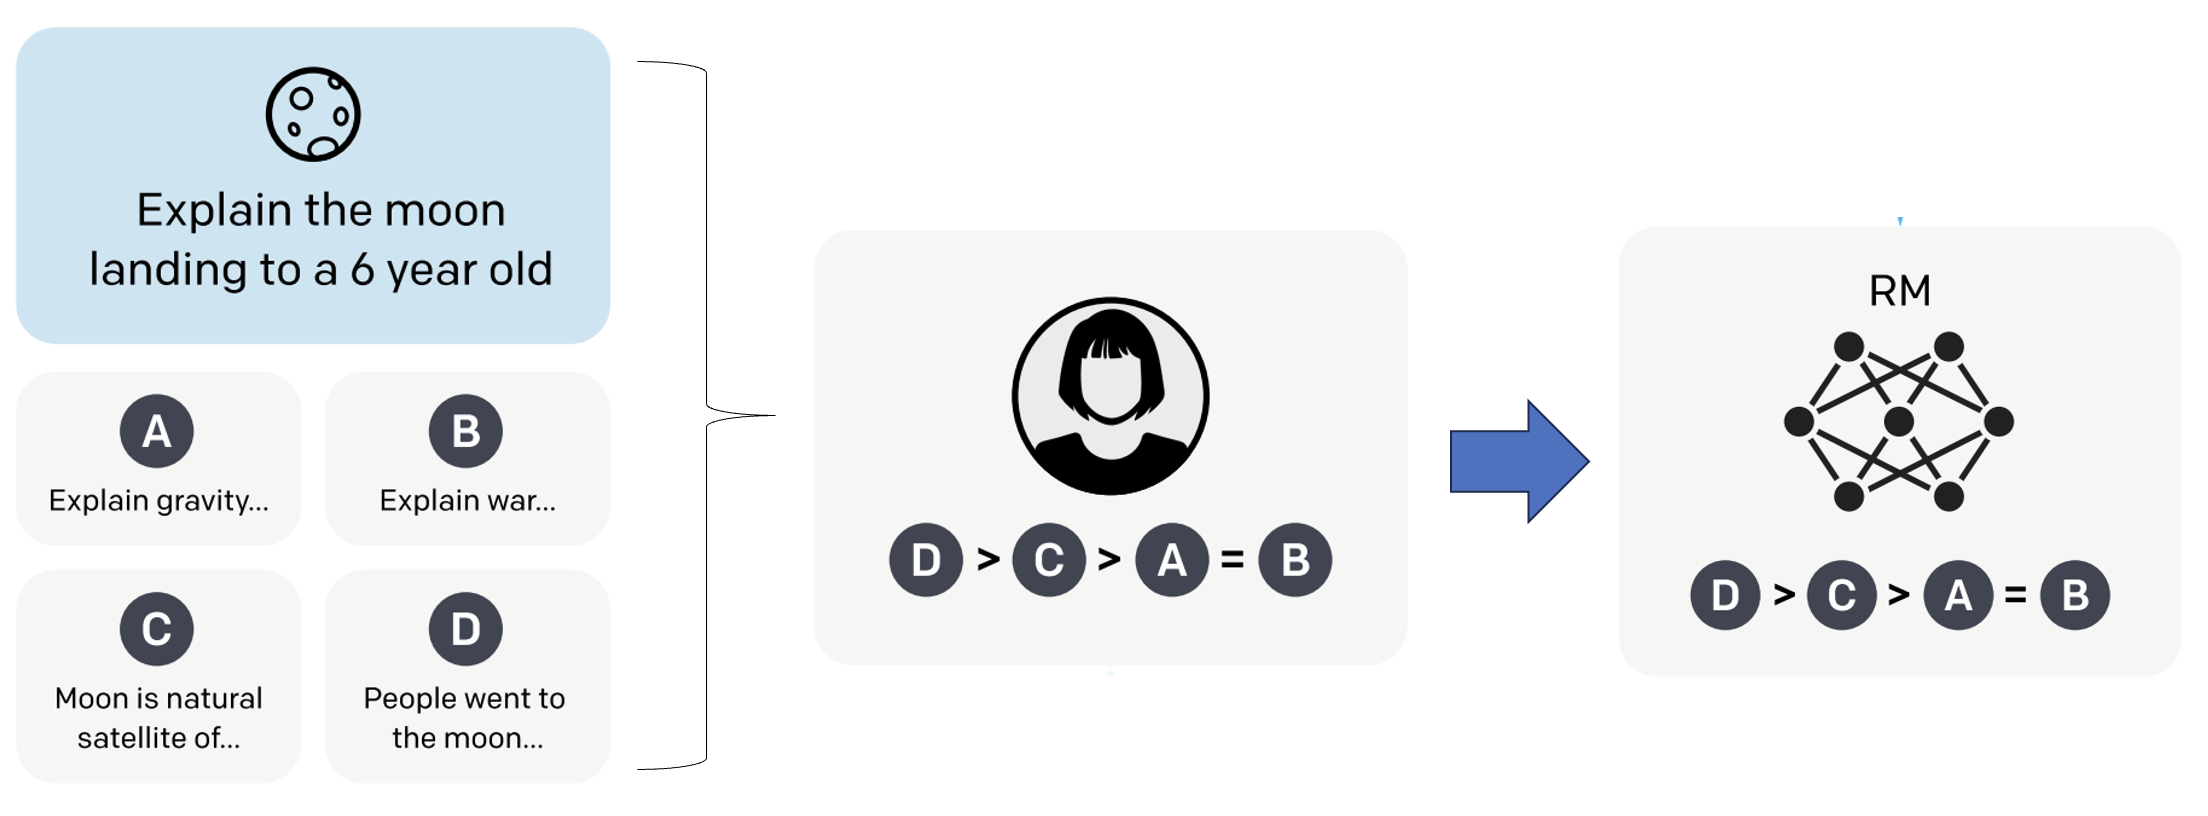 Explain the moon
landing to a 6 year old
A
Explain gravity...
B
Explain war...
C
Moon is natural
satellite of...
D
People went to
the moon...
D > C > A = B
RM
D > C > A = B